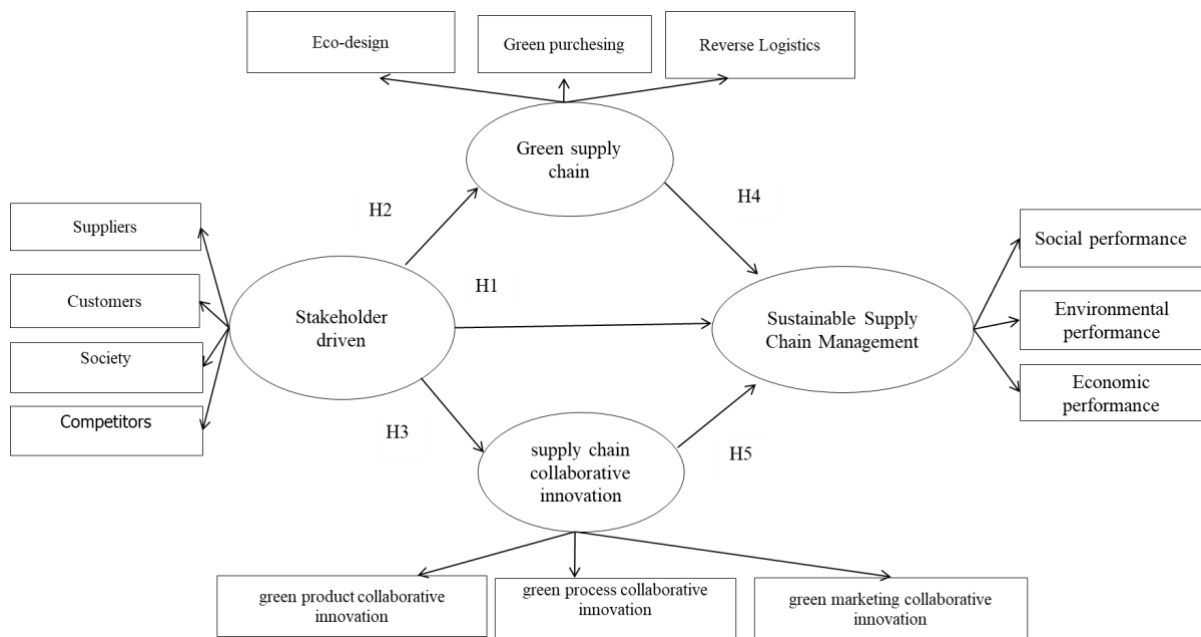 Eco-design
Green purchesing
Reverse Logistics
Green supply
chain
H2
H4
Suppliers
Customers
Society
Competitors
Stakeholder
driven
H1
Sustainable Supply
Chain Management
Social performance
Environmental
performance
Economic
performance
H3
H5
supply chain
collaborative
innovation
green product collaborative
innovation
green process collaborative
innovation
green marketing collaborative
innovation